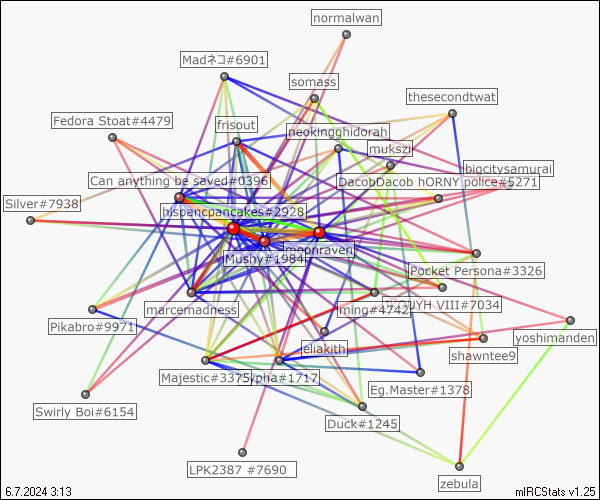 normalwan
Madネコ#6901
somass
thesecondtwat
Fedora Stoat#4479
frisout
neokingghidorah
mukszi
bigcitysamurai
Can anything be saved#0396
DacobDacob hORNY police#5271
Silver#7938
hispancpancakes#2928
moonraven
Mushy#1984
Pocket Persona#3326
marcemadness
iming#4742
UYH VIII#7034
Pikabro#9971
yoshimanden
eliakith
shawntee9
Majestic#3375
pha#1717
Eg.Master#1378
Swirly Boi#6154
Duck#1245
LPK2387 #7690
zebula
6.7.2024 3:13
mIRCStats v1.25